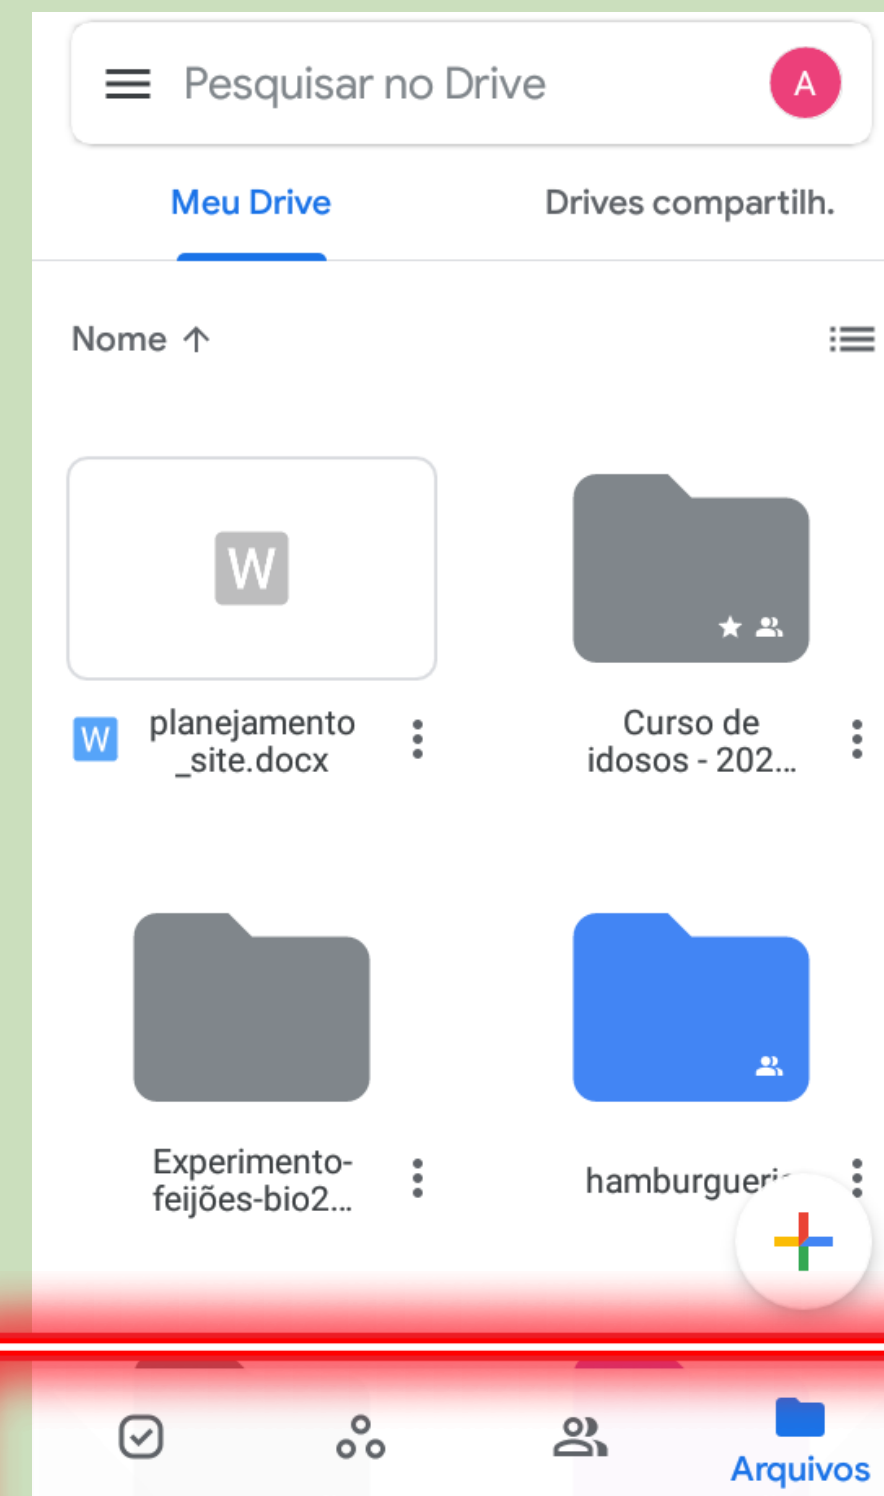 Pesquisar no Drive
A
Meu Drive
Drives compartilh.
Nome
W
W
planejamento
_site.docx
Curso de
idosos - 202...
Experimento-
feijões-bio2...
Arquivos